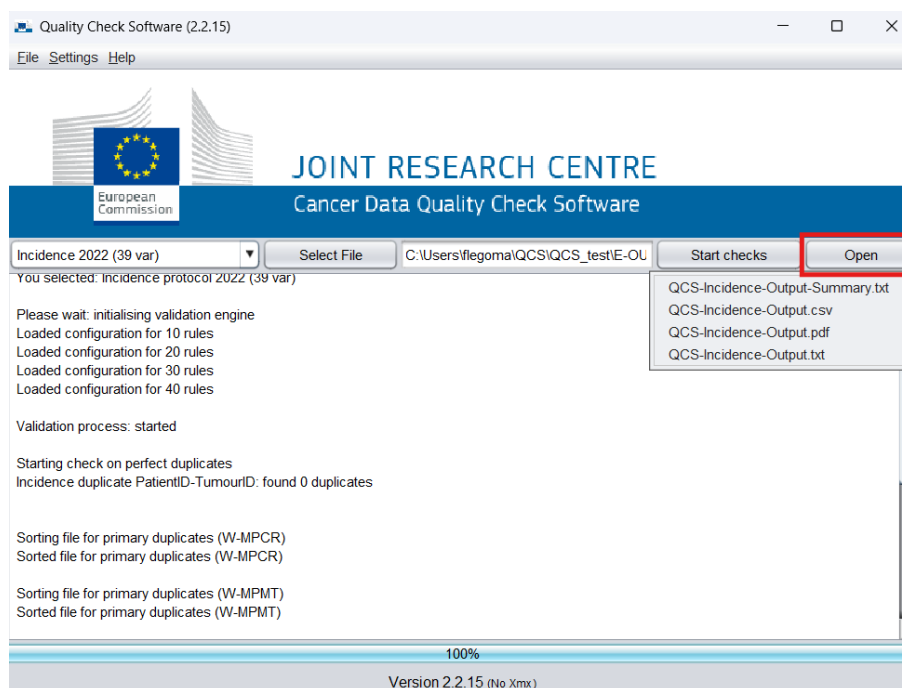 Quality Check Software (2.2.15)
File Settings Help
JOINT RESEARCH CENTRE
European
Commission
Cancer Data Quality Check Software
Incidence 2022 (39 var) Select File C:\Users\flegoma\QCS\QCS_test\E-OU Start checks Open
You selected: Incidence protocol 2022 (39 var)
QCS-Incidence-Output-Summary.txt
QCS-Incidence-Output.csv
QCS-Incidence-Output.pdf
QCS-Incidence-Output.txt
Please wait: initialising validation engine
Loaded configuration for 10 rules
Loaded configuration for 20 rules
Loaded configuration for 30 rules
Loaded configuration for 40 rules
Validation process: started
Starting check on perfect duplicates
Incidence duplicate PatientID-TumourID: found 0 duplicates
Sorting file for primary duplicates (W-MPCR)
Sorted file for primary duplicates (W-MPCR)
Sorting file for primary duplicates (W-MPMT)
Sorted file for primary duplicates (W-MPMT)
100%
Version 2.2.15 (No Xmx)